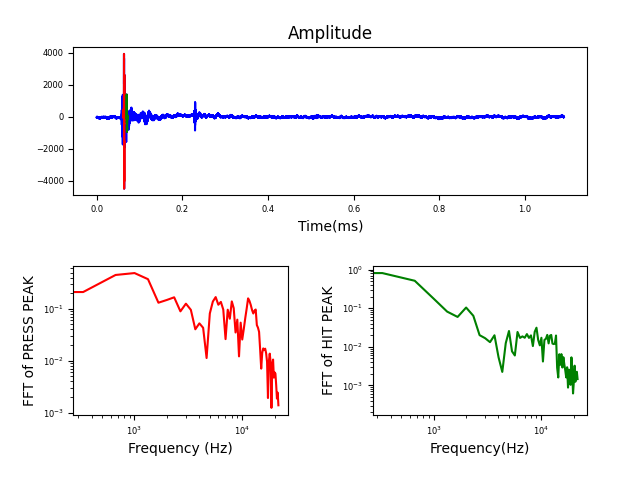 Amplitude
4000
2000
0
−2000
−4000
0.0 0.2 0.4 0.6 0.8 1.0
Time(ms)
FFT of PRESS PEAK
10⁻¹
10⁻²
10⁻³
10³ 10⁴
Frequency (Hz)
FFT of HIT PEAK
10⁰
10⁻¹
10⁻²
10⁻³
10³ 10⁴
Frequency(Hz)